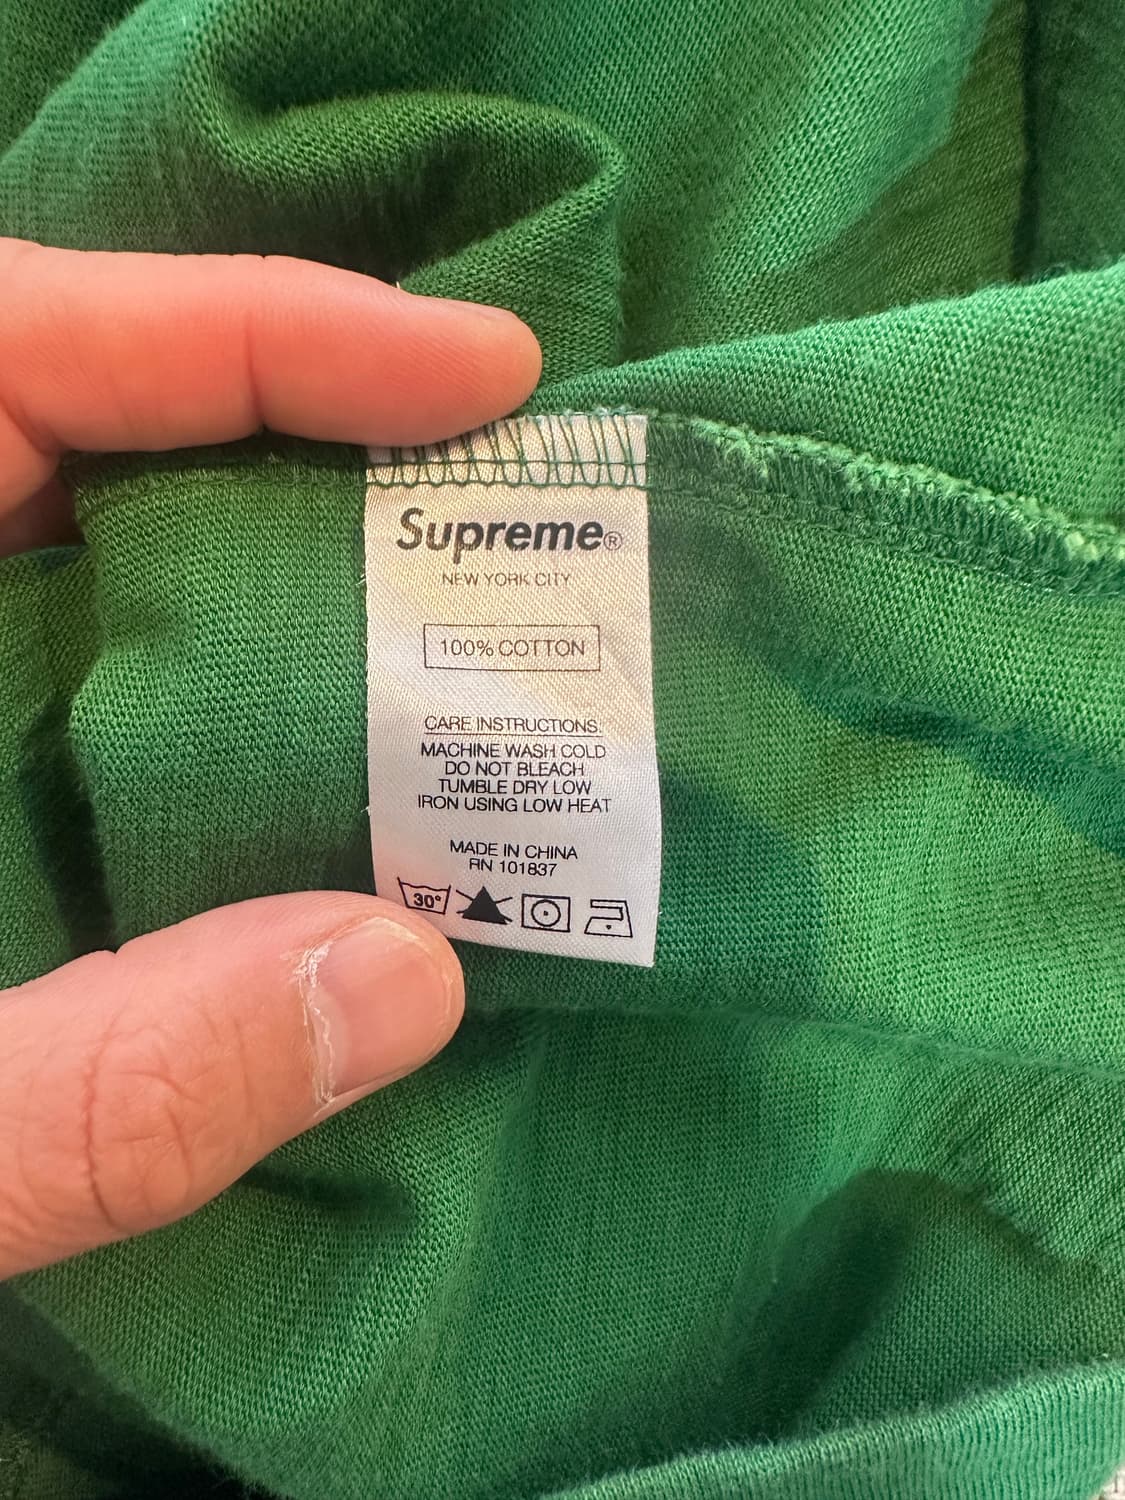 Supreme®
NEW YORK CITY
100% COTTON
CARE INSTRUCTIONS:
MACHINE WASH COLD
DO NOT BLEACH
TUMBLE DRY LOW
IRON USING LOW HEAT
MADE IN CHINA
RN 101837
30°